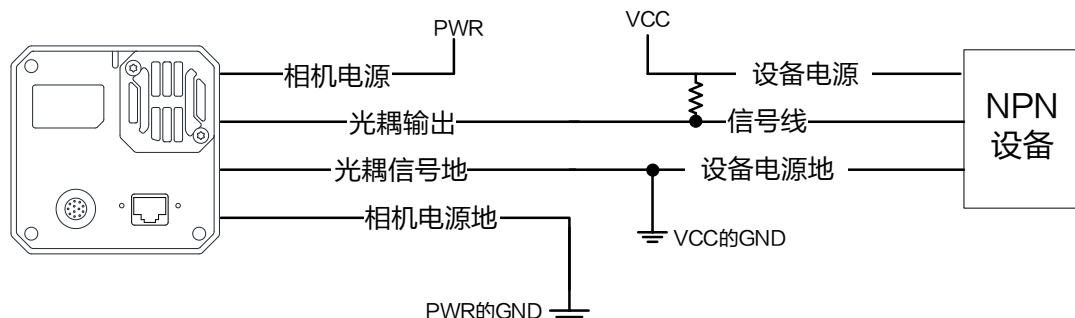 PWR
VCC
相机电源
设备电源
光耦输出
信号线
NPN
设备
光耦信号地
设备电源地
相机电源地
VCC的GND
PWR的GND